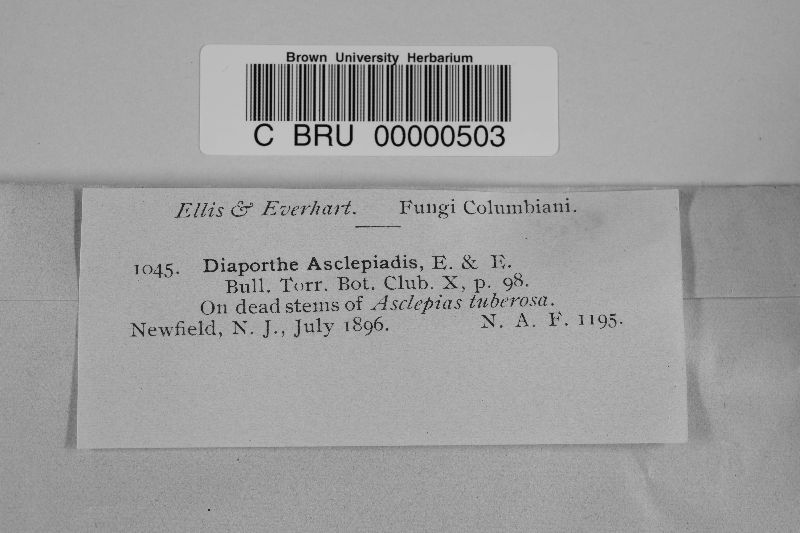 Brown University Herbarium
C BRU 00000503
Ellis & Everhart. Fungi Columbiani.
1045. Diaporthe Asclepiadis, E. & E.
Bull. Torr. Bot. Club. X, p. 98.
On dead stems of Asclepias tuberosa.
Newfield, N. J., July 1896. N. A. F. 1195.